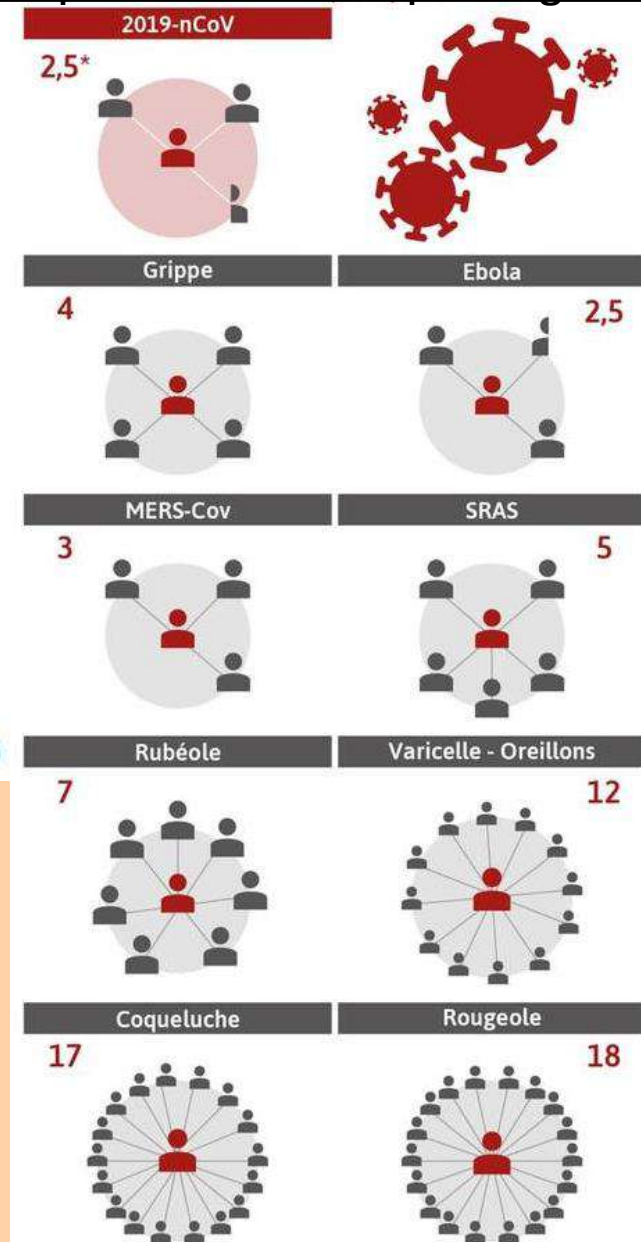 2019-nCoV
2,5*
Grippe
4
Ebola
2,5
MERS-Cov
3
SRAS
5
Rubéole
7
Varicelle - Oreillons
12
Coqueluche
17
Rougeole
18